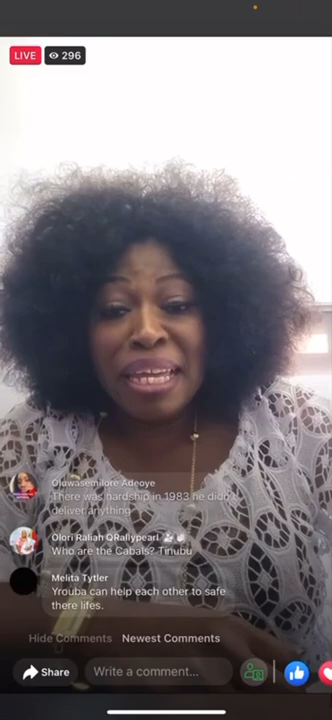 LIVE 296
Oluwasemilore Adeoye
There was hardship in 1983 he didn't
deliver anything
Olori Raliah QRallypearl
Who are the Cabals? Tinubu
Melita Tytler
Yrouba can help each other to safe
there lifes.
Hide Comments Newest Comments
Share Write a comment...